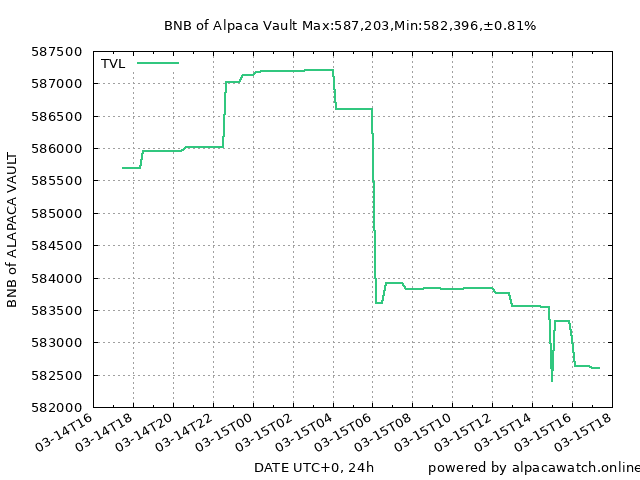 BNB of Alpaca Vault Max:587,203,Min:582,396,±0.81%
TVL
BNB of ALAPACA VAULT
587500
587000
586500
586000
585500
585000
584500
584000
583500
583000
582500
582000
03-14T16
03-14T18
03-14T20
03-14T22
03-15T00
03-15T02
03-15T04
03-15T06
03-15T08
03-15T10
03-15T12
03-15T14
03-15T16
03-15T18
DATE UTC+0, 24h
powered by alpacawatch.online